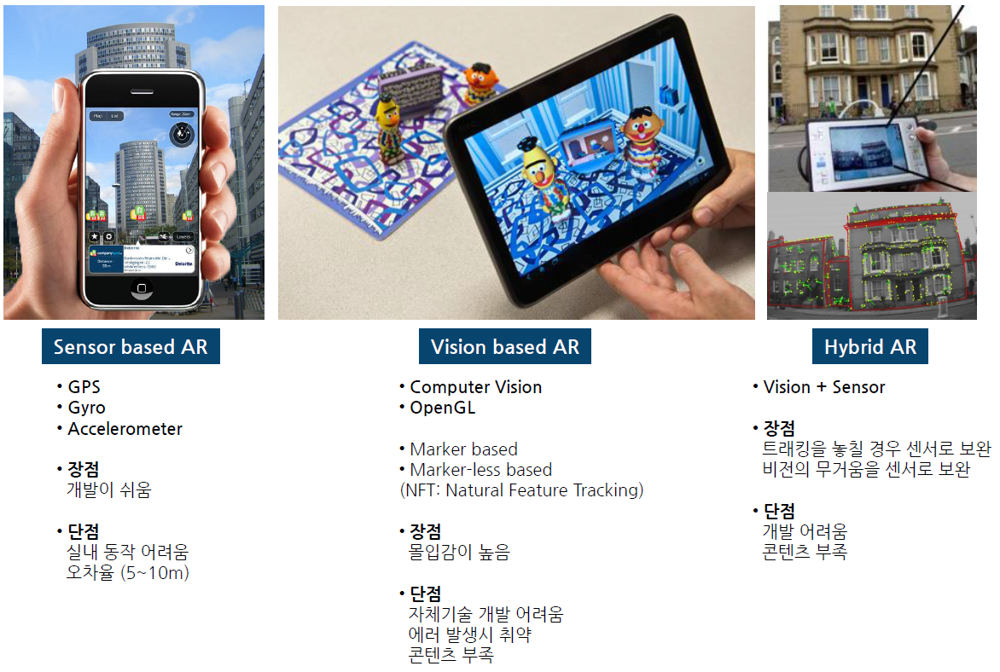 Map
List
Layers
Deloitte
Distance:
Deloitte
Sensor based AR
• GPS
• Gyro
• Accelerometer
• 장점
개발이 쉬움
• 단점
실내 동작 어려움
오차율 (5~10m)
Vision based AR
• Computer Vision
• OpenGL
• Marker based
• Marker-less based
(NFT: Natural Feature Tracking)
• 장점
몰입감이 높음
• 단점
자체기술 개발 어려움
에러 발생시 취약
콘텐츠 부족
Hybrid AR
• Vision + Sensor
• 장점
트래킹을 놓칠 경우 센서로 보완
비전의 무거움을 센서로 보완
• 단점
개발 어려움
콘텐츠 부족